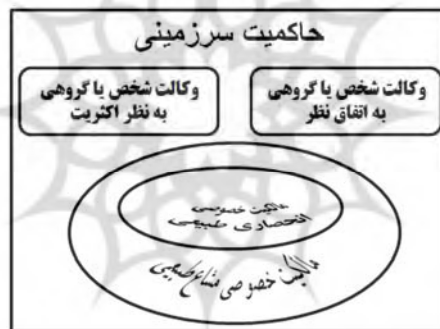 حاکمیت سرزمینی
وکالت شخص یا گروهی
به اتفاق نظر
وکالت شخص یا گروهی
به نظر اکثریت
مالکیت خصوصی
انحصاری طبیعی
مالکیت خصوصی مشاع طبیعی